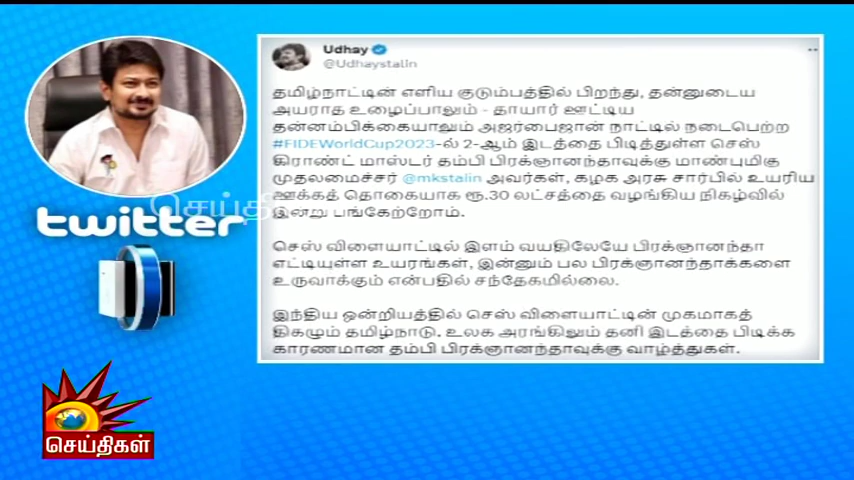 Udhay
@Udhaystalin
தமிழ்நாட்டின் எளிய குடும்பத்தில் பிறந்து, தன்னுடைய
அயராத உழைப்பாலும் - தாயார் ஊட்டிய
தன்னம்பிக்கையாலும் அஜர்பைஜான் நாட்டில் நடைபெற்ற
#FIDEWorldCup2023-ல் 2-ஆம் இடத்தை பிடித்துள்ள செஸ்
கிராண்ட் மாஸ்டர் தம்பி பிரக்ஞானந்தாவுக்கு மாண்புமிகு
முதலமைச்சர் @mkstalin அவர்கள், கழக அரசு சார்பில் உயரிய
ஊக்கத் தொகையாக ரூ.30 லட்சத்தை வழங்கிய நிகழ்வில்
இன்று பங்கேற்றோம்.
செஸ் விளையாட்டில் இளம் வயதிலேயே பிரக்ஞானந்தா
எட்டியுள்ள உயரங்கள், இன்னும் பல பிரக்ஞானந்தாக்களை
உருவாக்கும் என்பதில் சந்தேகமில்லை.
இந்திய ஒன்றியத்தில் செஸ் விளையாட்டின் முகமாகத்
திகழும் தமிழ்நாடு, உலக அரங்கிலும் தனி இடத்தை பிடிக்க
காரணமான தம்பி பிரக்ஞானந்தாவுக்கு வாழ்த்துகள்.
twitter
செய்திகள்